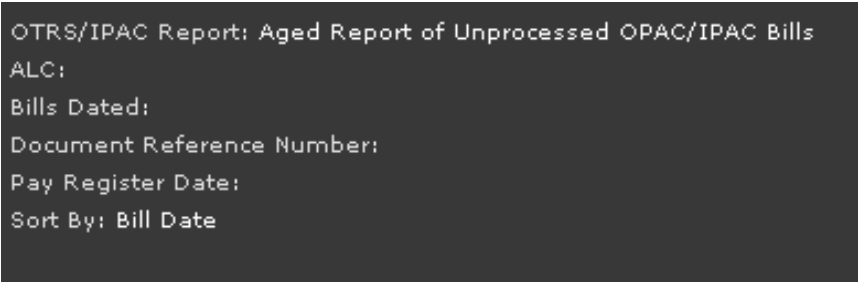 OTRS/IPAC Report: Aged Report of Unprocessed OPAC/IPAC Bills
ALC:
Bills Dated:
Document Reference Number:
Pay Register Date:
Sort By: Bill Date